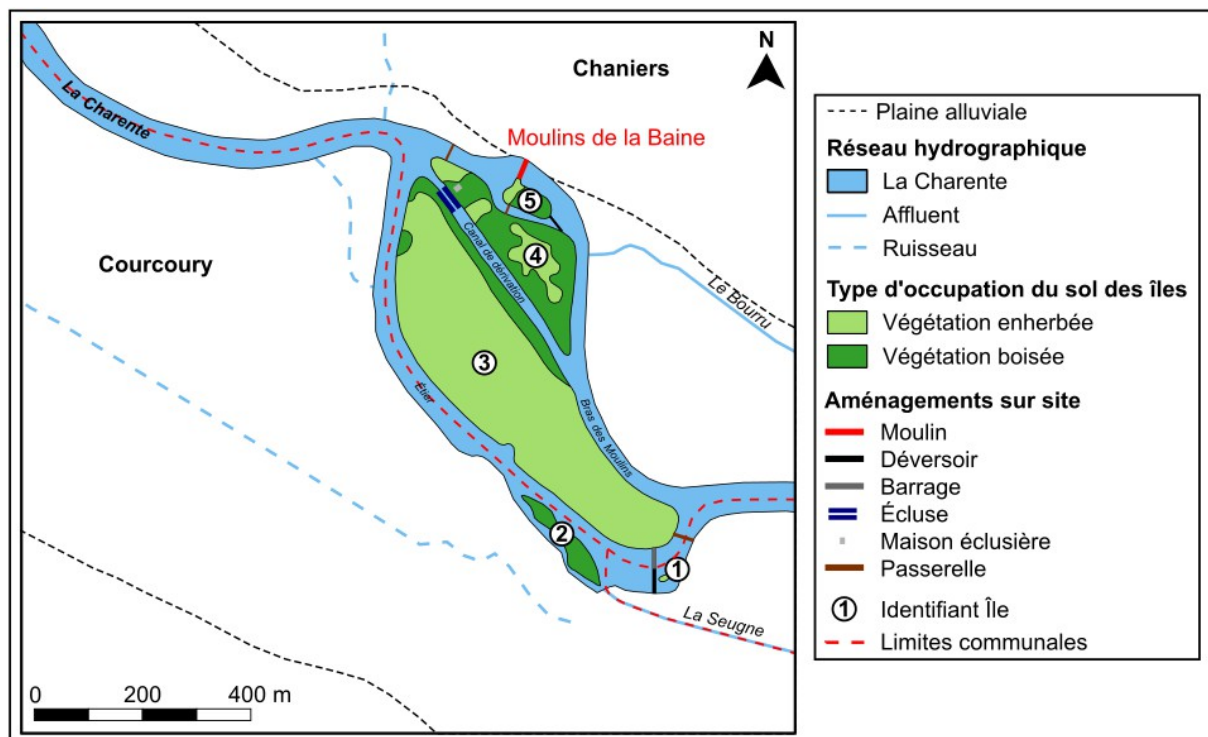 N
Chaniers
La Charente
Moulins de la Baine
5
4
Canal de dérivation
Courcoury
Le Bourru
3
Étier
Bras des Moulins
2
1
La Seugne
0 200 400 m
Plaine alluviale
Réseau hydrographique
La Charente
Affluent
Ruisseau
Type d'occupation du sol des îles
Végétation enherbée
Végétation boisée
Aménagements sur site
Moulin
Déversoir
Barrage
Écluse
Maison éclusière
Passerelle
1 Identifiant Île
Limites communales